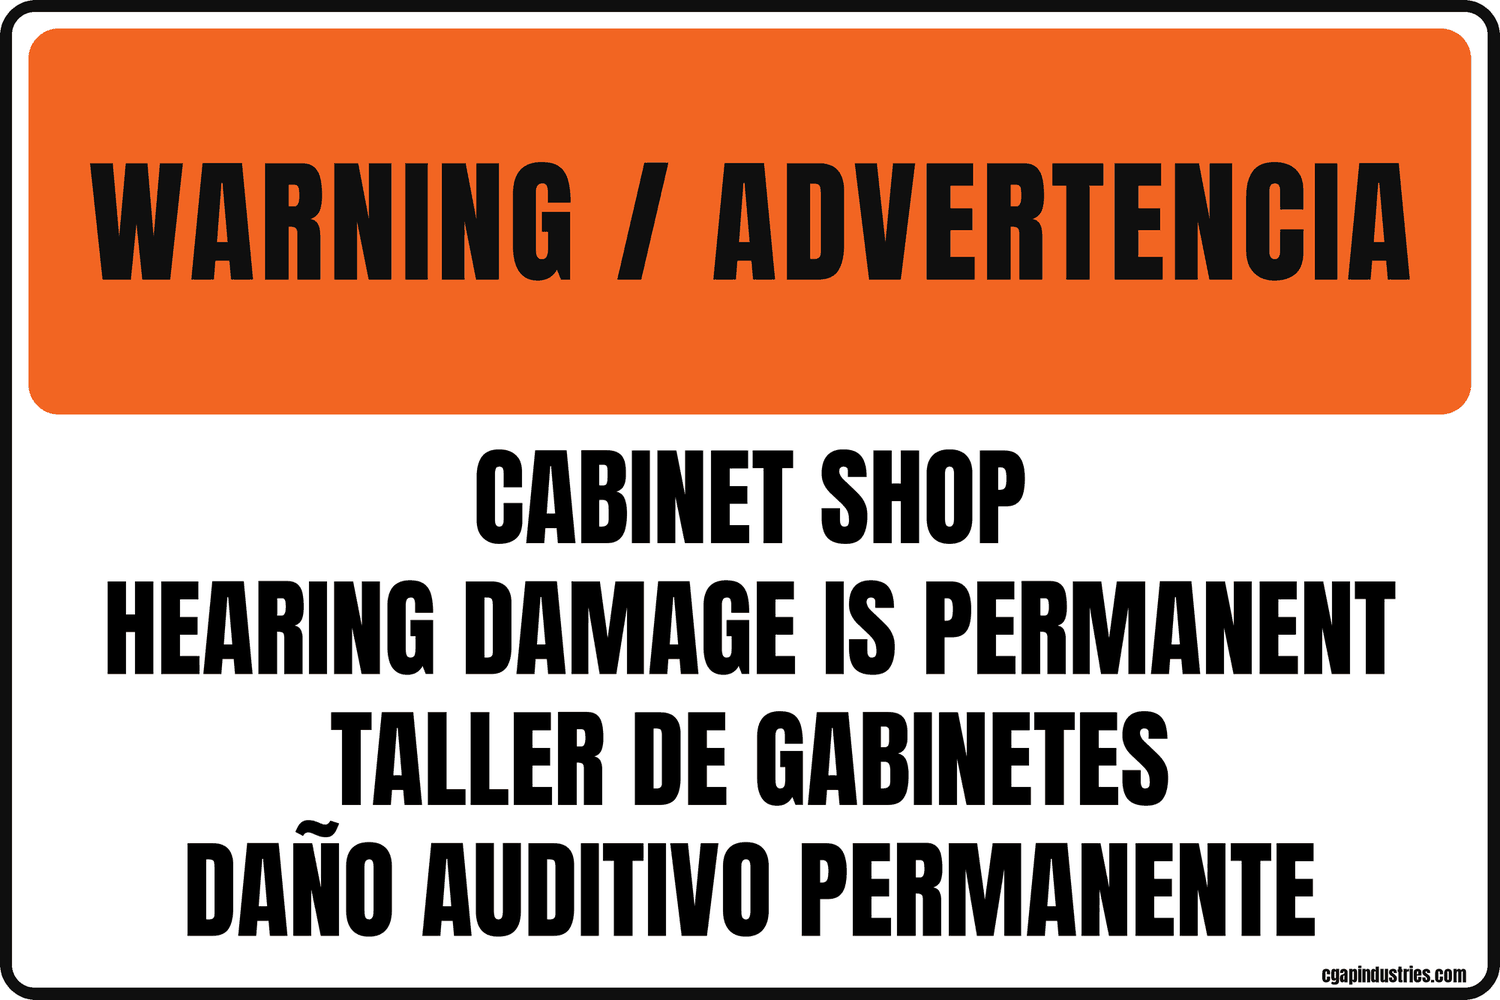 WARNING / ADVERTENCIA
CABINET SHOP
HEARING DAMAGE IS PERMANENT
TALLER DE GABINETES
DAÑO AUDITIVO PERMANENTE
cgapindustries.com